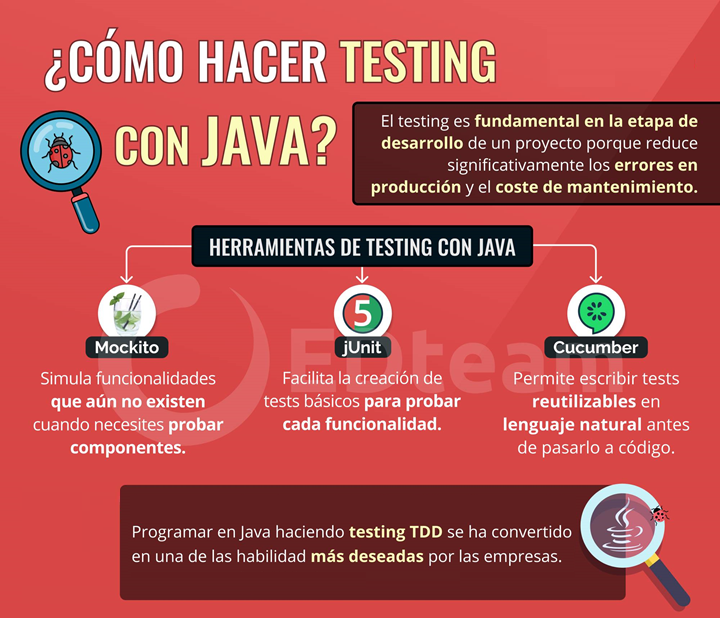 ¿CÓMO HACER TESTING
CON JAVA?
El testing es fundamental en la etapa de
desarrollo de un proyecto porque reduce
significativamente los errores en
producción y el coste de mantenimiento.
HERRAMIENTAS DE TESTING CON JAVA
Mockito
Simula funcionalidades
que aún no existen
cuando necesites probar
componentes.
5
jUnit
Facilita la creación de
tests básicos para probar
cada funcionalidad.
Cucumber
Permite escribir tests
reutilizables en
lenguaje natural antes
de pasarlo a código.
EDteam
Programar en Java haciendo testing TDD se ha convertido
en una de las habilidad más deseadas por las empresas.